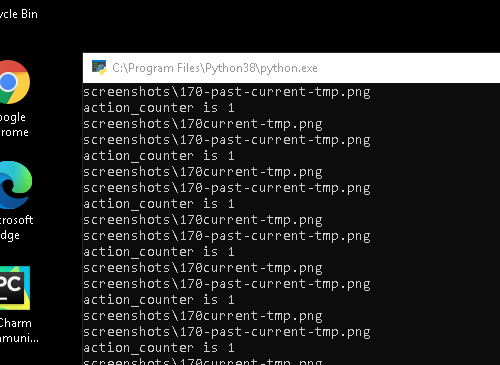 ycle Bin
C:\Program Files\Python38\python.exe
screenshots\170-past-current-tmp.png
action_counter is 1
screenshots\170current-tmp.png
screenshots\170-past-current-tmp.png
action_counter is 1
screenshots\170current-tmp.png
screenshots\170-past-current-tmp.png
action_counter is 1
screenshots\170current-tmp.png
screenshots\170-past-current-tmp.png
action_counter is 1
screenshots\170current-tmp.png
screenshots\170-past-current-tmp.png
action_counter is 1
screenshots\170current-tmp.png
screenshots\170-past-current-tmp.png
action_counter is 1
screenshots\170current-tmp.png
oogle
rome
rosoft
dge
PC
Charm
mmuni...